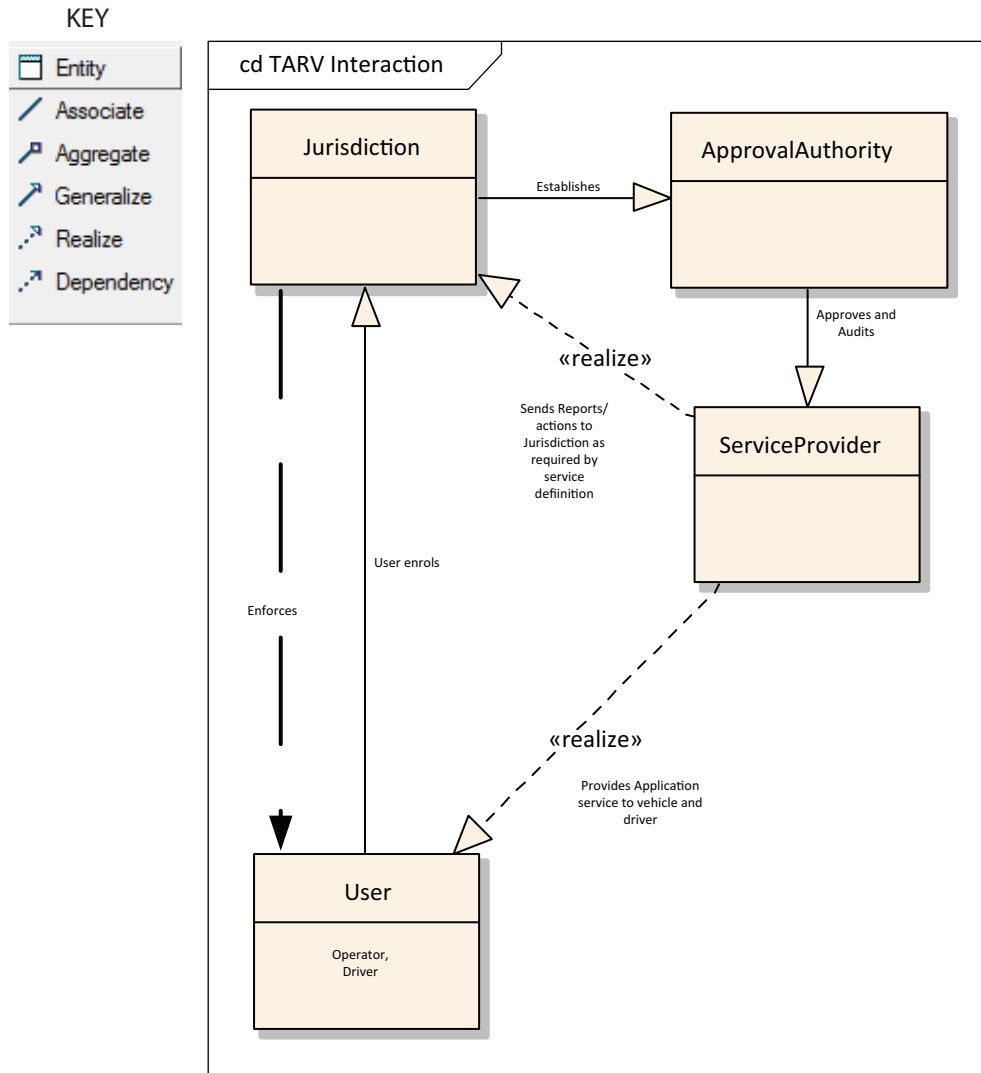 KEY
Entity
Associate
Aggregate
Generalize
Realize
Dependency
cd TARV Interaction
Jurisdiction
ApprovalAuthority
Establishes
Approves and
Audits
«realize»
Sends Reports/
actions to
Jurisdiction as
required by
service
defiinition
ServiceProvider
User enrols
Enforces
«realize»
Provides Application
service to vehicle and
driver
User
Operator,
Driver